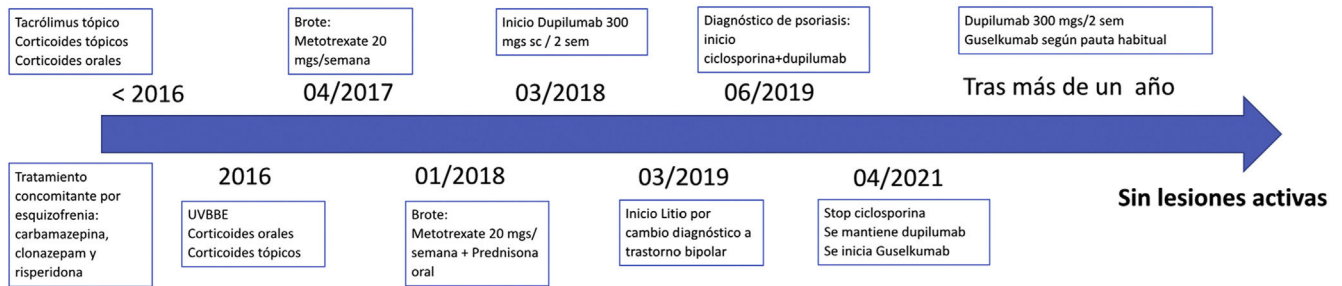 Tacrólimus tópico
Corticoides tópicos
Corticoides orales
< 2016
Brote:
Metotrexate 20
mgs/semana
04/2017
Inicio Dupilumab 300
mgs sc / 2 sem
03/2018
Diagnóstico de psoriasis:
inicio
ciclosporina+dupilumab
06/2019
Dupilumab 300 mgs/2 sem
Guselkumab según pauta habitual
Tras más de un año
Tratamiento
concomitante por
esquizofrenia:
carbamazepina,
clonazepam y
risperidona
2016
UVBBE
Corticoides orales
Corticoides tópicos
01/2018
Brote:
Metotrexate 20 mgs/
semana + Prednisona
oral
03/2019
Inicio Litio por
cambio diagnóstico a
trastorno bipolar
04/2021
Stop ciclosporina
Se mantiene dupilumab
Se inicia Guselkumab
Sin lesiones activas